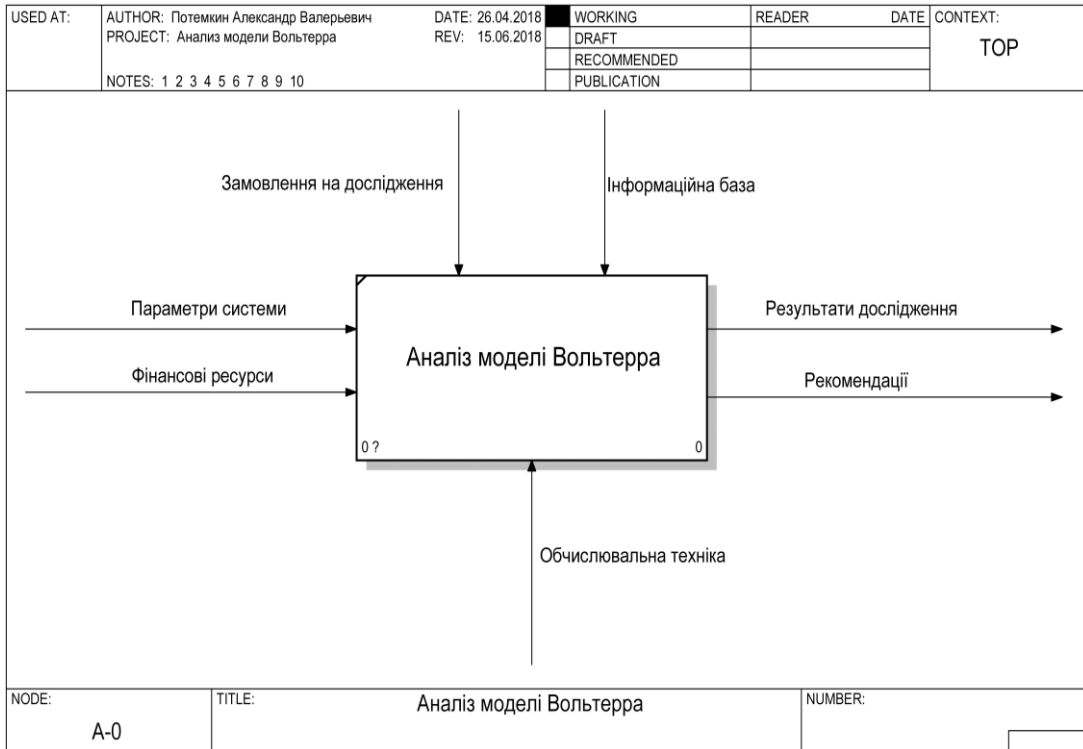 USED AT:
AUTHOR: Потемкин Александр Валерьевич
DATE: 26.04.2018
PROJECT: Анализ модели Вольтерра
REV: 15.06.2018
NOTES: 1 2 3 4 5 6 7 8 9 10
WORKING
DRAFT
RECOMMENDED
PUBLICATION
READER
DATE
CONTEXT:
TOP
Замовлення на дослідження
Інформаційна база
Параметри системи
Фінансові ресурси
Аналіз моделі Вольтерра
0 ?
0
Результати дослідження
Рекомендації
Обчислювальна техніка
NODE:
A-0
TITLE:
Аналіз моделі Вольтерра
NUMBER: